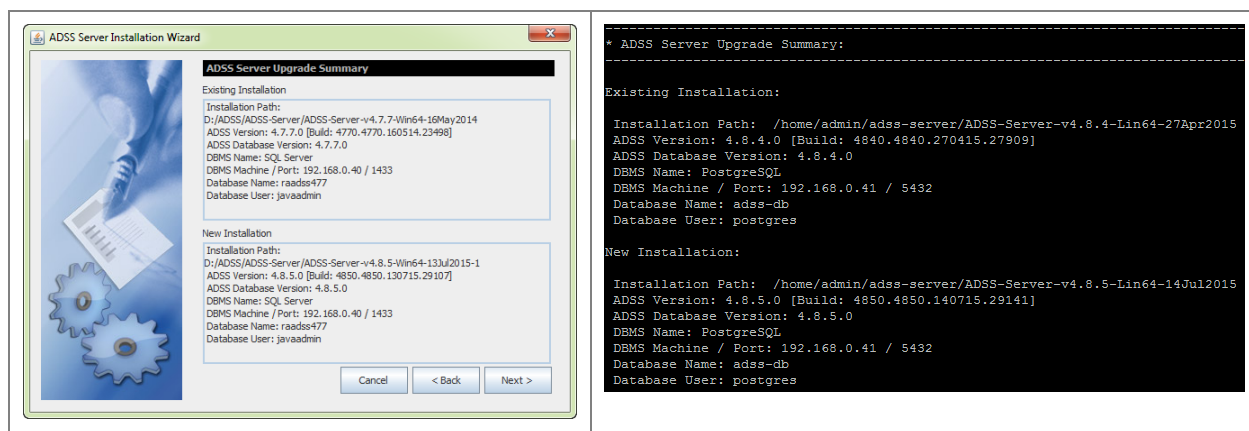 ADSS Server Installation Wizard
ADSS Server Upgrade Summary
Existing Installation
Installation Path:
D:/ADSS/ADSS-Server/ADSS-Server-v4.7.7-Win64-16May2014
ADSS Version: 4.7.7.0 [Build: 4770.4770.160514.23498]
ADSS Database Version: 4.7.7.0
DBMS Name: SQL Server
DBMS Machine / Port: 192.168.0.40 / 1433
Database Name: raadss477
Database User: javaadmin
New Installation
Installation Path:
D:/ADSS/ADSS-Server/ADSS-Server-v4.8.5-Win64-13Jul2015-1
ADSS Version: 4.8.5.0 [Build: 4850.4850.130715.29107]
ADSS Database Version: 4.8.5.0
DBMS Name: SQL Server
DBMS Machine / Port: 192.168.0.40 / 1433
Database Name: raadss477
Database User: javaadmin
Cancel
< Back
Next >
* ADSS Server Upgrade Summary:
Existing Installation:
Installation Path:  /home/admin/adss-server/ADSS-Server-v4.8.4-Lin64-27Apr2015
ADSS Version: 4.8.4.0 [Build: 4840.4840.270415.27909]
ADSS Database Version: 4.8.4.0
DBMS Name: PostgreSQL
DBMS Machine / Port: 192.168.0.41 / 5432
Database Name: adss-db
Database User: postgres
New Installation:
Installation Path:  /home/admin/adss-server/ADSS-Server-v4.8.5-Lin64-14Jul2015
ADSS Version: 4.8.5.0 [Build: 4850.4850.140715.29141]
ADSS Database Version: 4.8.5.0
DBMS Name: PostgreSQL
DBMS Machine / Port: 192.168.0.41 / 5432
Database Name: adss-db
Database User: postgres